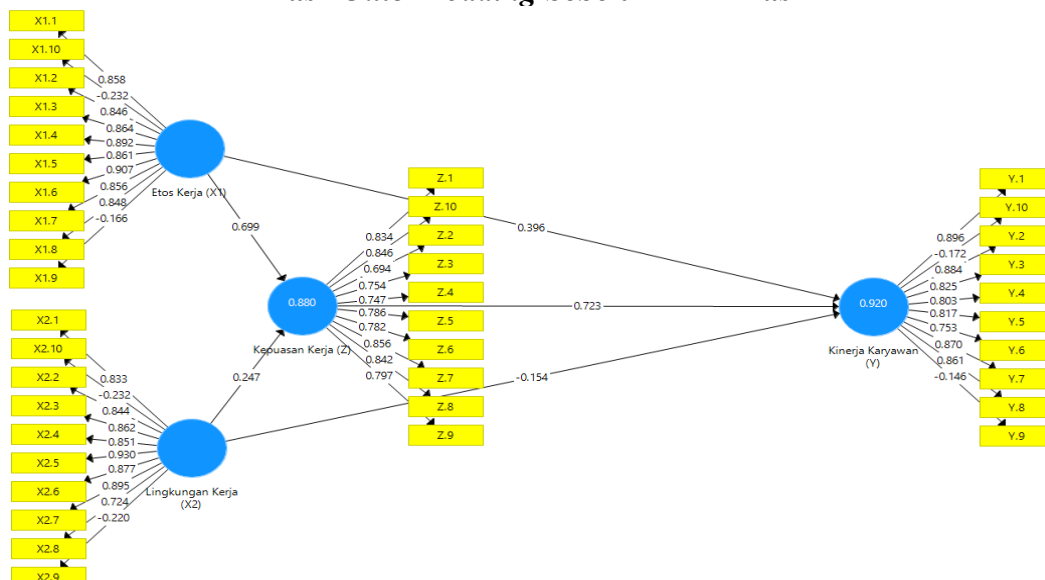 X1.1
X1.10
X1.2
X1.3
X1.4
X1.5
X1.6
X1.7
X1.8
X1.9
0.858
-0.232
0.846
0.864
0.892
0.861
0.907
0.856
0.848
-0.166
Etos Kerja (X1)
0.699
0.396
X2.1
X2.10
X2.2
X2.3
X2.4
X2.5
X2.6
X2.7
X2.8
X2.9
0.833
-0.232
0.844
0.862
0.851
0.930
0.877
0.895
0.724
-0.220
Lingkungan Kerja
(X2)
0.247
-0.154
0.880
Kepuasan Kerja (Z)
0.723
0.834
0.846
0.694
0.754
0.747
0.786
0.782
0.856
0.842
0.797
Z.1
Z.10
Z.2
Z.3
Z.4
Z.5
Z.6
Z.7
Z.8
Z.9
0.920
Kinerja Karyawan
(Y)
0.896
-0.172
0.884
0.825
0.803
0.817
0.753
0.870
0.861
-0.146
Y.1
Y.10
Y.2
Y.3
Y.4
Y.5
Y.6
Y.7
Y.8
Y.9